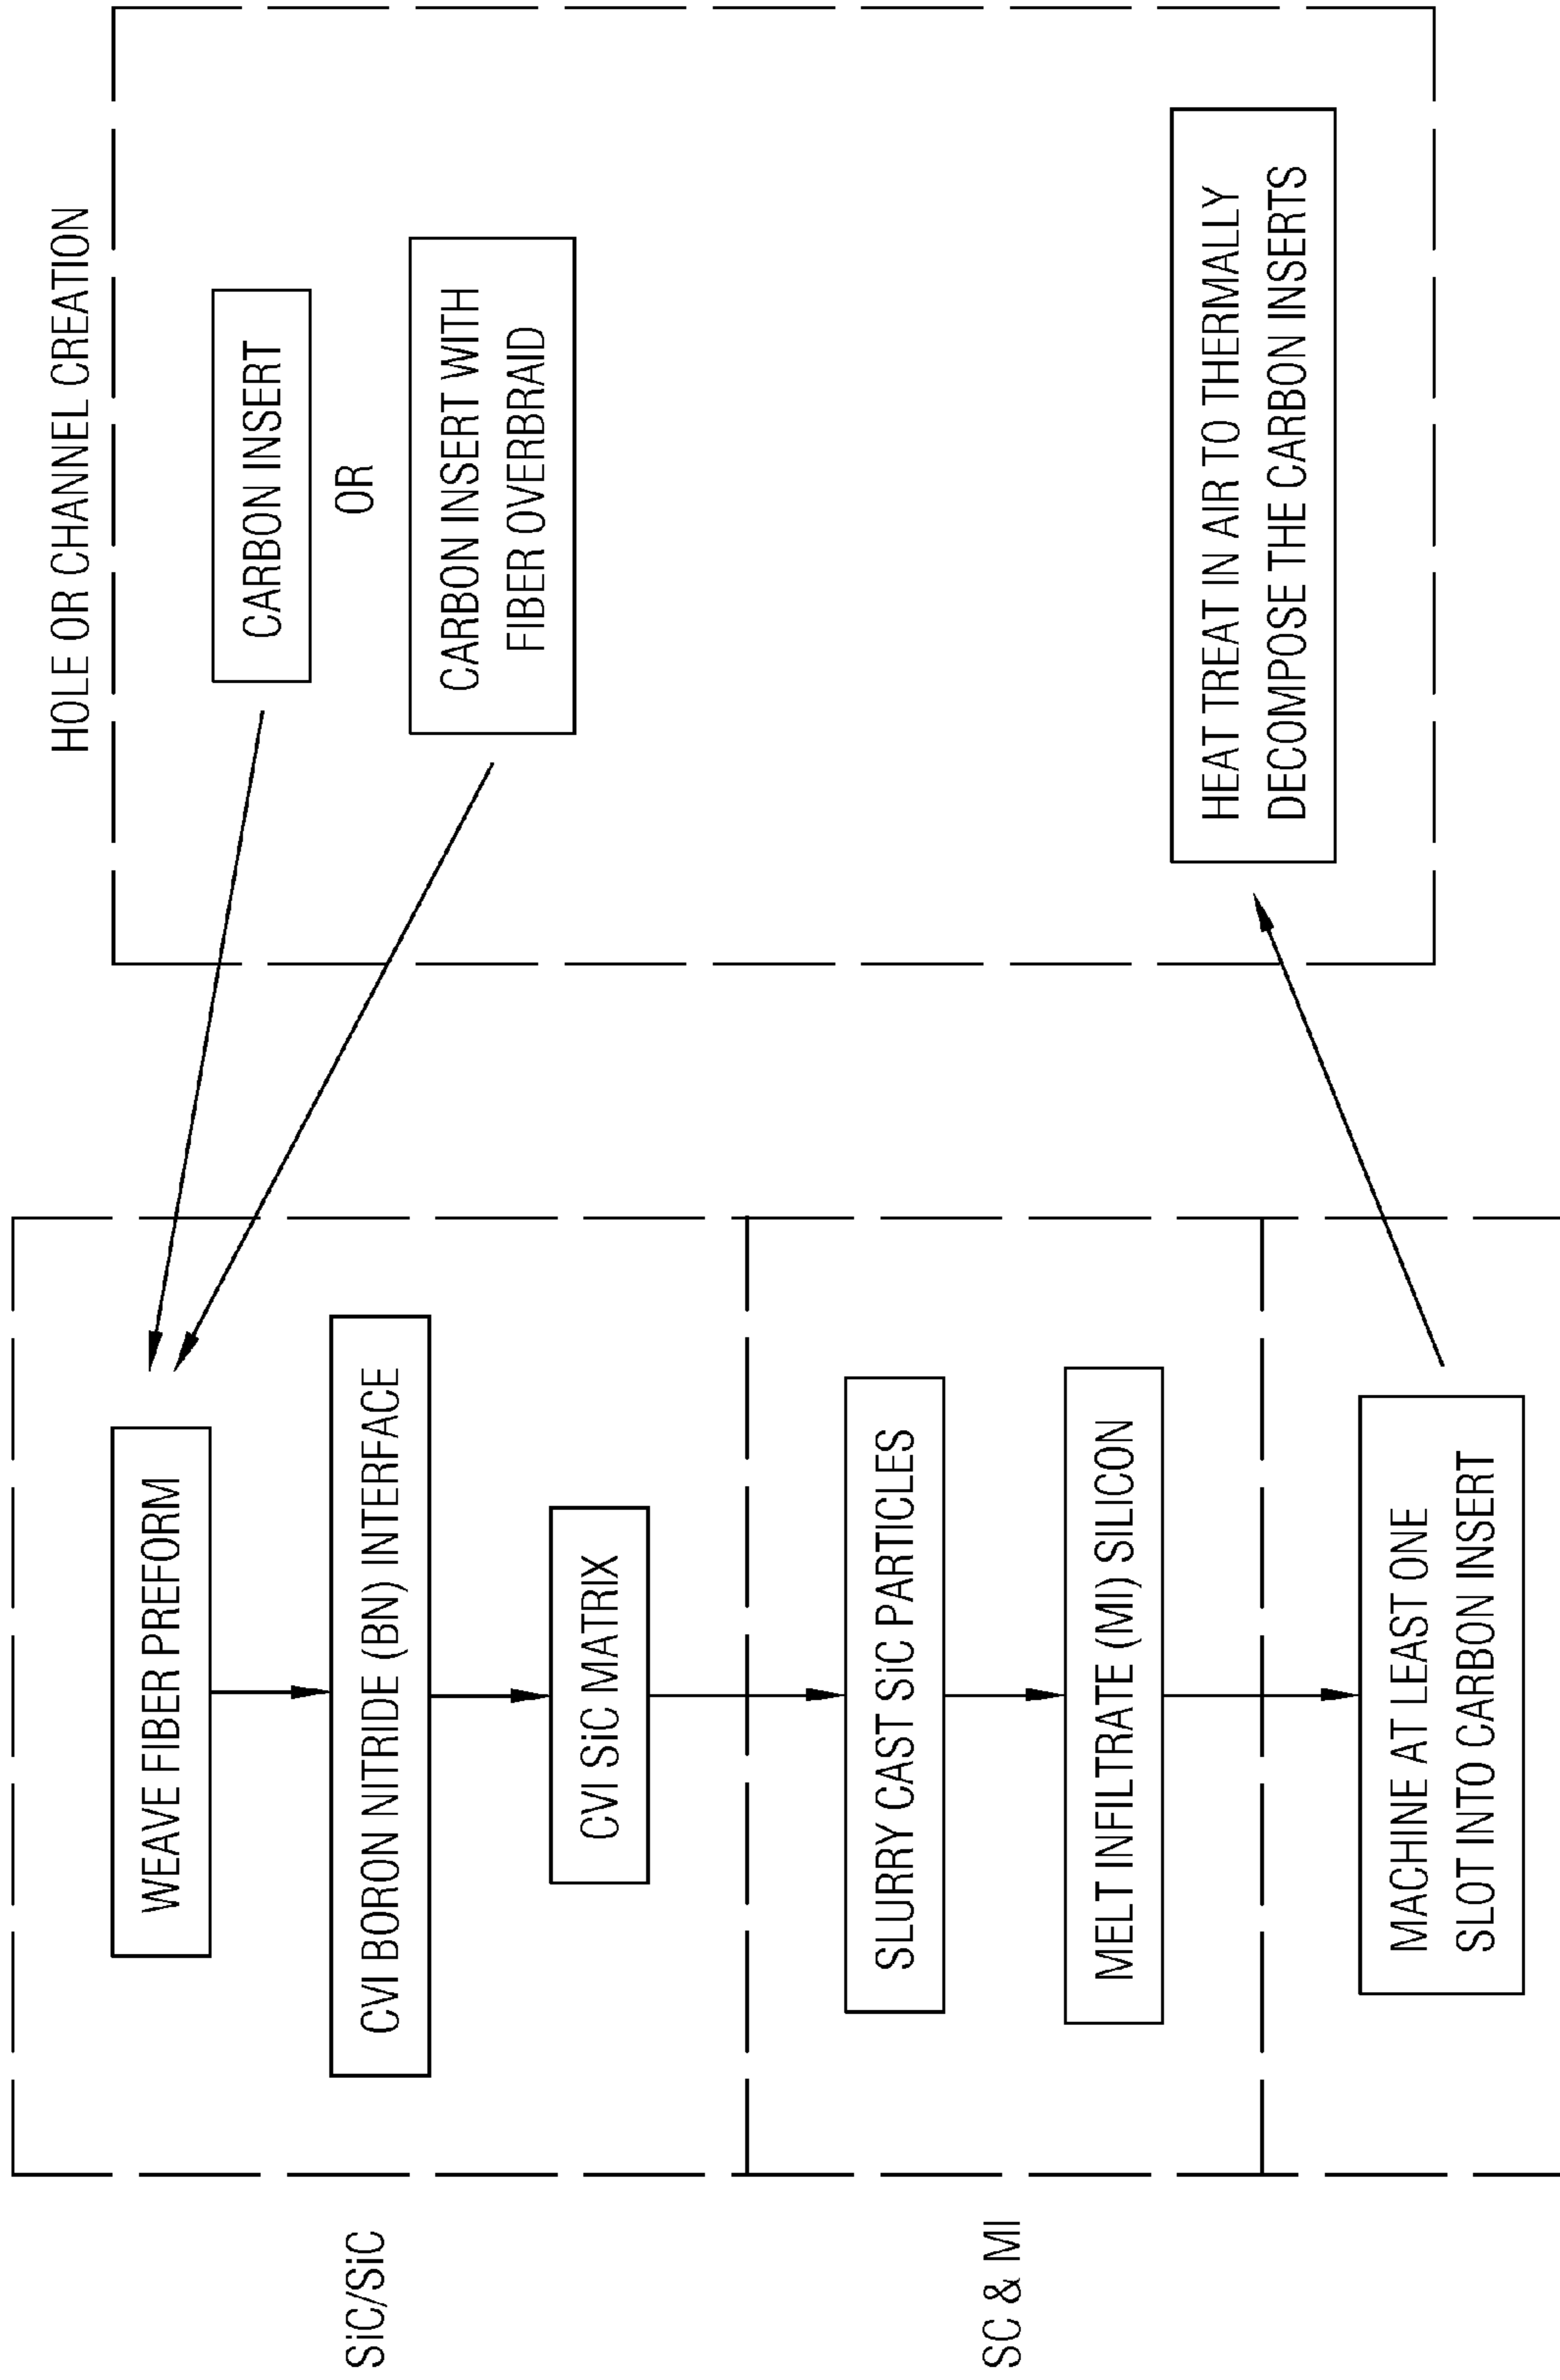 HOLE OR CHANNEL CREATION
SiC/SiC
WEAVE FIBER PREFORM
CARBON INSERT
OR
CVI BORON NITRIDE (BN) INTERFACE
CARBON INSERT WITH
FIBER OVERBRAID
CVI SiC MATRIX
SC & MI
SLURRY CAST SiC PARTICLES
MELT INFILTRATE (MI) SILICON
HEAT TREAT IN AIR TO THERMALLY
DECOMPOSE THE CARBON INSERTS
MACHINE AT LEAST ONE
SLOT INTO CARBON INSERT